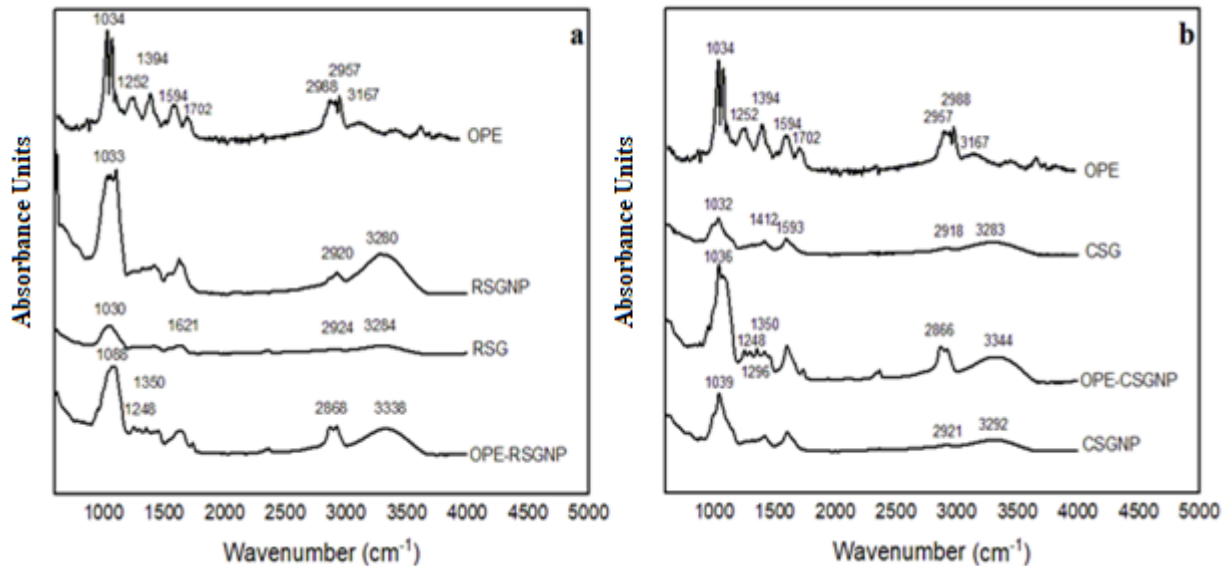 a
1034
1394
1252
1594
1702
2957
2988
3167
OPE
1033
2920
3280
RSGNP
1030
1621
2924
3284
RSG
1088
1350
1248
2868
3338
OPE-RSGNP
Absorbance Units
1000 1500 2000 2500 3000 3500 4000 4500 5000
Wavenumber (cm⁻¹)
b
1034
1394
1252
1594
1702
2988
2957
3167
OPE
1032
1412
1593
2918
3283
CSG
1036
1350
1248
1296
2866
3344
OPE-CSGNP
1039
2921
3292
CSGNP
Absorbance Units
1000 1500 2000 2500 3000 3500 4000 4500 5000
Wavenumber (cm⁻¹)